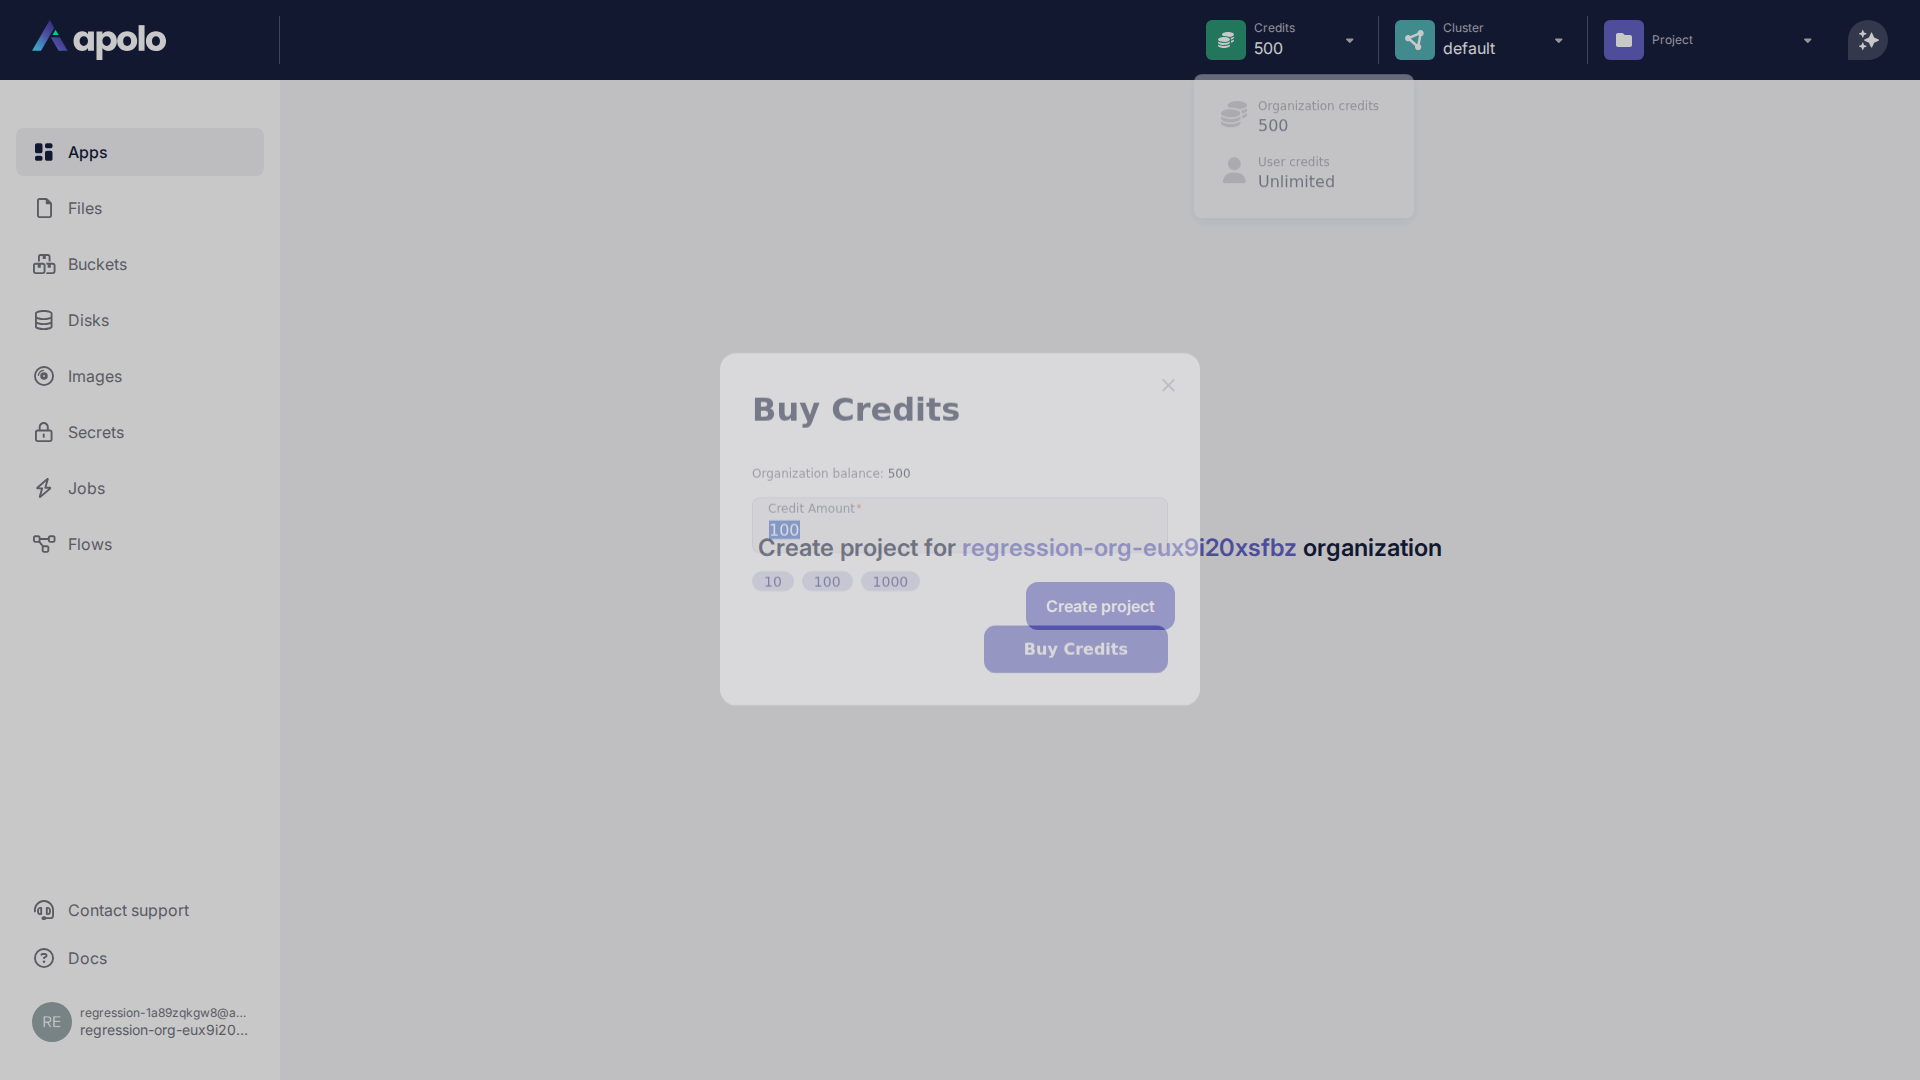 apolo
Credits
500
Cluster
default
Project
Organization credits
500
User credits
Unlimited
Apps
Files
Buckets
Disks
Images
Secrets
Jobs
Flows
Buy Credits
Organization balance: 500
Credit Amount*
100
Create project for regression-org-eux9i20xsfbz organization
10 100 1000
Create project
Buy Credits
Contact support
Docs
RE
regression-1a89zqkgw8@a...
regression-org-eux9i20...